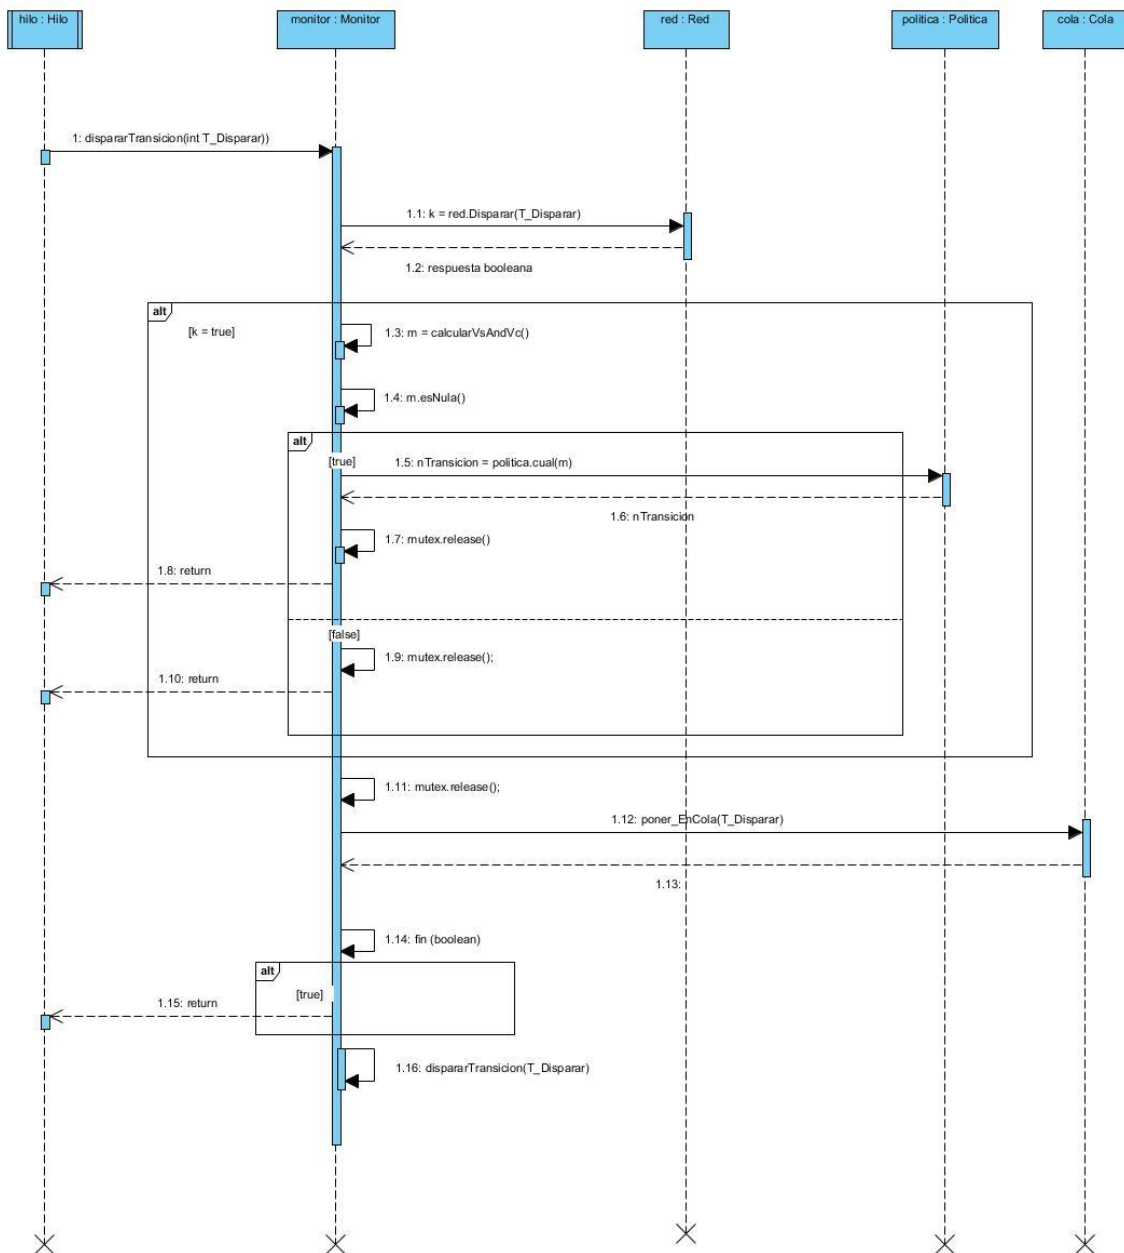 hilo : Hilo
monitor : Monitor
red : Red
politica : Politica
cola : Cola
1: dispararTransicion(int T_Disparar))
1.1: k = red.Disparar(T_Disparar)
1.2: respuesta booleana
alt
[k = true]
1.3: m = calcularVsAndVc()
1.4: m.esNula()
alt
[true]
1.5: nTransicion = politica.cual(m)
1.6: nTransicion
1.7: mutex.release()
1.8: return
[false]
1.9: mutex.release();
1.10: return
1.11: mutex.release();
1.12: poner_EnCola(T_Disparar)
1.13:
1.14: fin (boolean)
alt
[true]
1.15: return
1.16: dispararTransicion(T_Disparar)